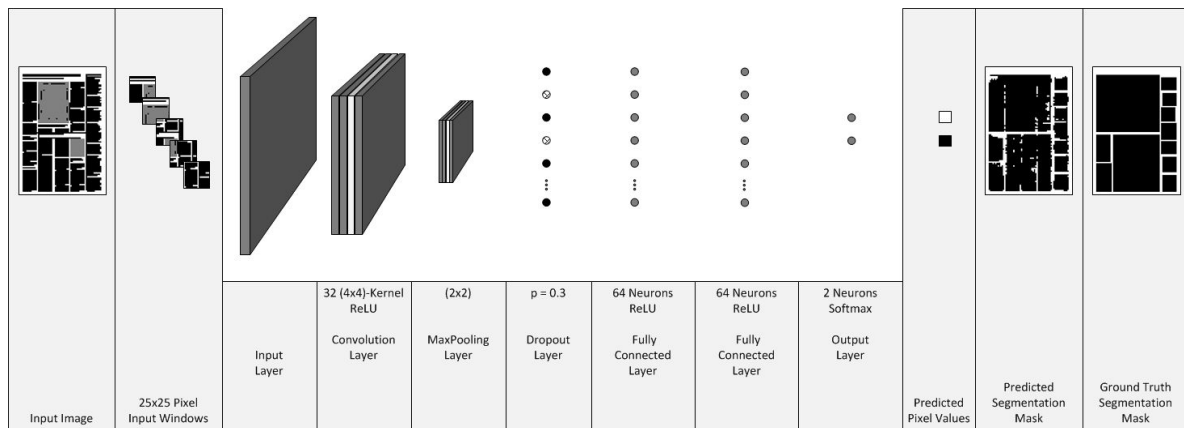 Input Image
25x25 Pixel
Input Windows
Input
Layer
32 (4x4)-Kernel
ReLU
Convolution
Layer
(2x2)
MaxPooling
Layer
p = 0.3
Dropout
Layer
64 Neurons
ReLU
Fully
Connected
Layer
64 Neurons
ReLU
Fully
Connected
Layer
2 Neurons
Softmax
Output
Layer
Predicted
Pixel Values
Predicted
Segmentation
Mask
Ground Truth
Segmentation
Mask